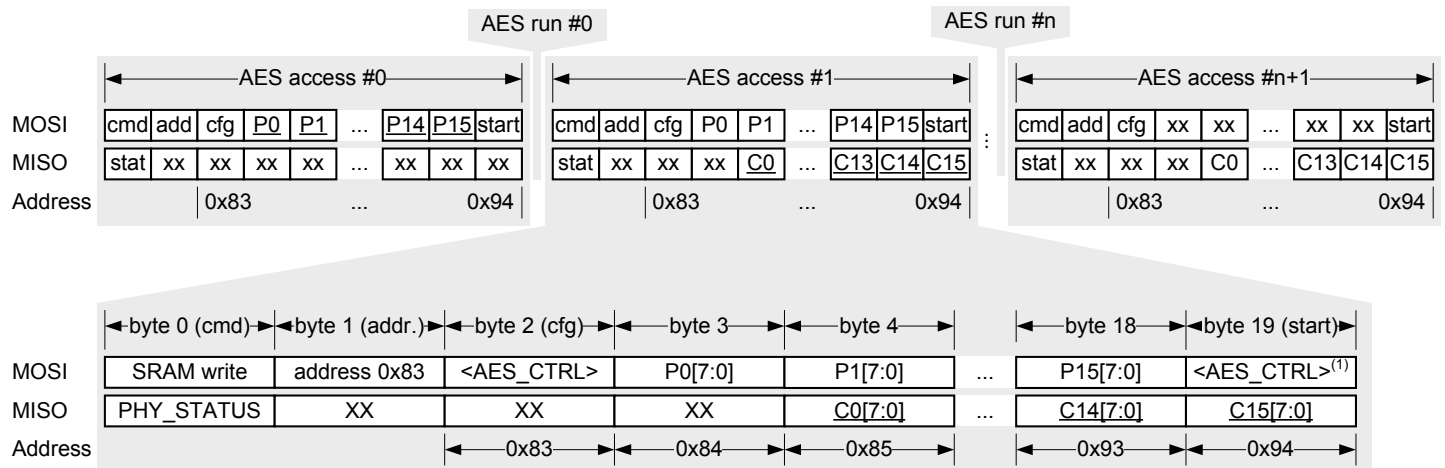 AES run #0 AES run #n
AES access #0 AES access #1 AES access #n+1
MOSI cmd add cfg P0 P1 ... P14 P15 start cmd add cfg P0 P1 ... P14 P15 start ... cmd add cfg xx xx ... xx xx start
MISO stat xx xx xx xx ... xx xx xx stat xx xx xx C0 ... C13 C14 C15 stat xx xx xx C0 ... C13 C14 C15
Address 0x83 ... 0x94 0x83 ... 0x94 0x83 ... 0x94
byte 0 (cmd) byte 1 (addr.) byte 2 (cfg) byte 3 byte 4 byte 18 byte 19 (start)
MOSI SRAM write address 0x83 <AES_CTRL> P0[7:0] P1[7:0] ... P15[7:0] <AES_CTRL>(1)
MISO PHY_STATUS XX XX XX C0[7:0] ... C14[7:0] C15[7:0]
Address 0x83 0x84 0x85 0x93 0x94